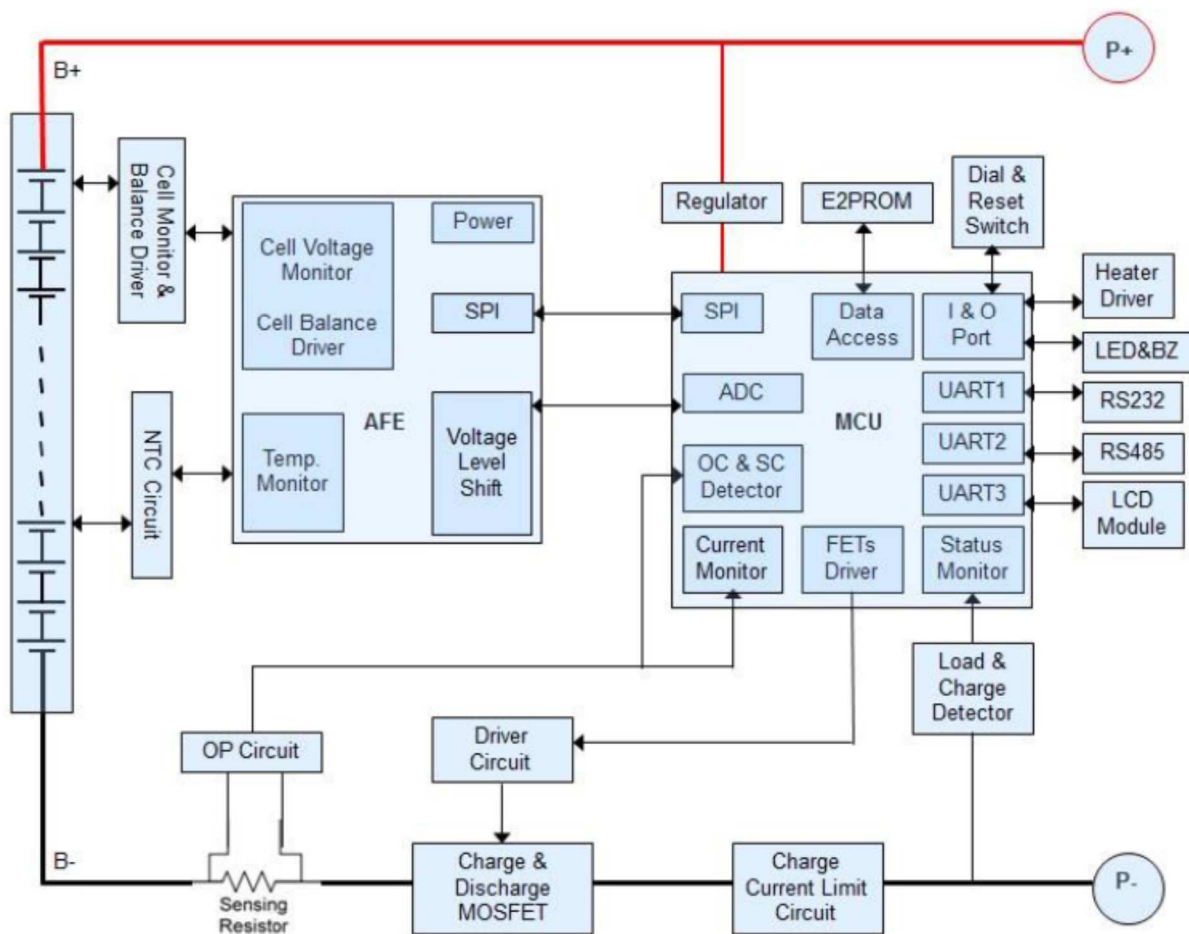 P+
B+
Cell Monitor &
Balance Driver
Cell Voltage
Monitor
Cell Balance
Driver
Power
SPI
AFE
Temp.
Monitor
Voltage
Level
Shift
NTC Circuit
Regulator
E2PROM
Dial &
Reset
Switch
SPI
Data
Access
I & O
Port
Heater
Driver
LED&BZ
ADC
MCU
UART1
RS232
UART2
RS485
OC & SC
Detector
UART3
LCD
Module
Current
Monitor
FETs
Driver
Status
Monitor
Load &
Charge
Detector
OP Circuit
Driver
Circuit
B-
Sensing
Resistor
Charge &
Discharge
MOSFET
Charge
Current Limit
Circuit
P-